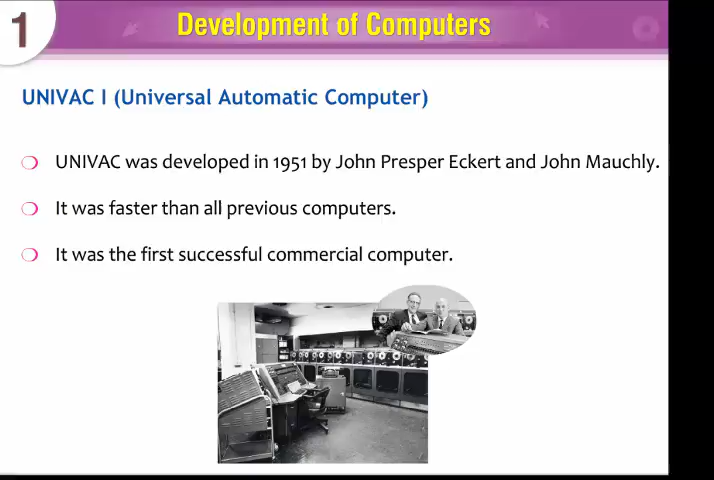 1
Development of Computers
UNIVAC I (Universal Automatic Computer)
UNIVAC was developed in 1951 by John Presper Eckert and John Mauchly.
It was faster than all previous computers.
It was the first successful commercial computer.